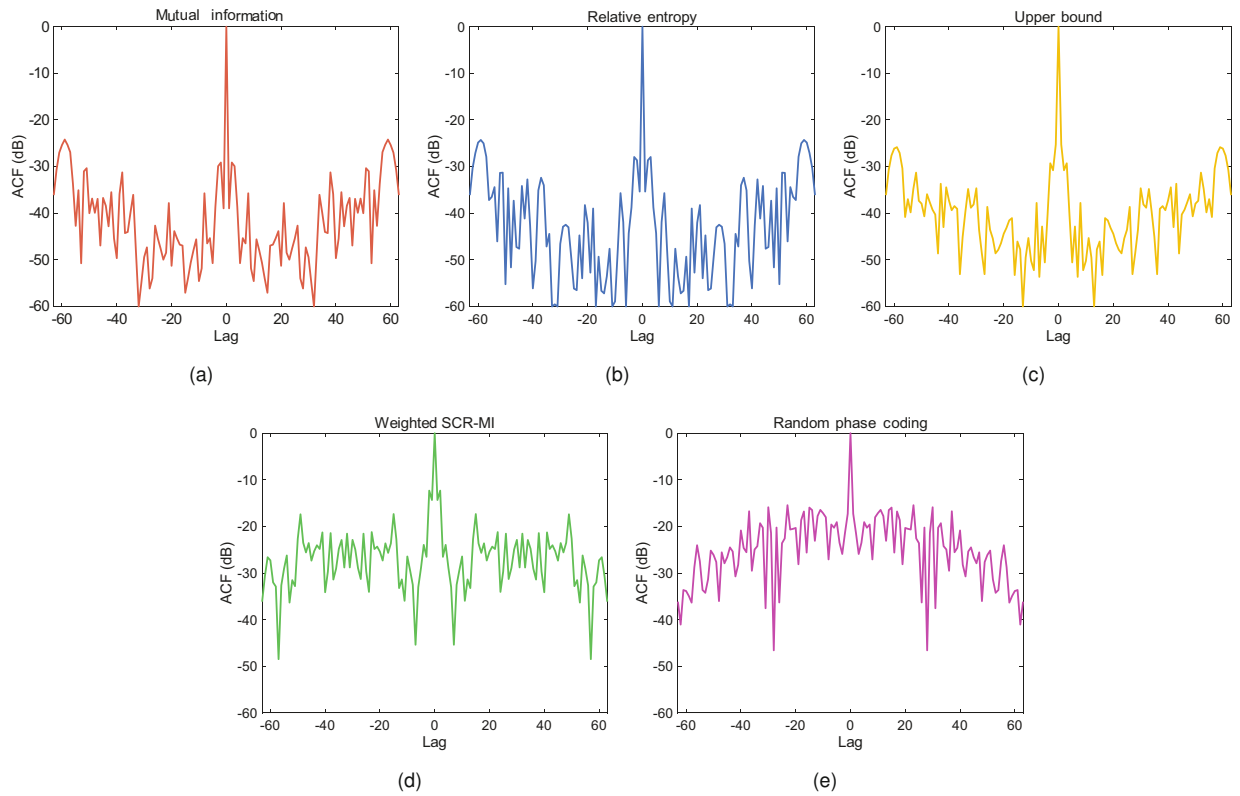 Mutual information
0
-10
-20
-30
-40
-50
-60
ACF (dB)
-60 -40 -20 0 20 40 60
Lag
(a)
Relative entropy
0
-10
-20
-30
-40
-50
-60
ACF (dB)
-60 -40 -20 0 20 40 60
Lag
(b)
Upper bound
0
-10
-20
-30
-40
-50
-60
ACF (dB)
-60 -40 -20 0 20 40 60
Lag
(c)
Weighted SCR-MI
0
-10
-20
-30
-40
-50
-60
ACF (dB)
-60 -40 -20 0 20 40 60
Lag
(d)
Random phase coding
0
-10
-20
-30
-40
-50
-60
ACF (dB)
-60 -40 -20 0 20 40 60
Lag
(e)